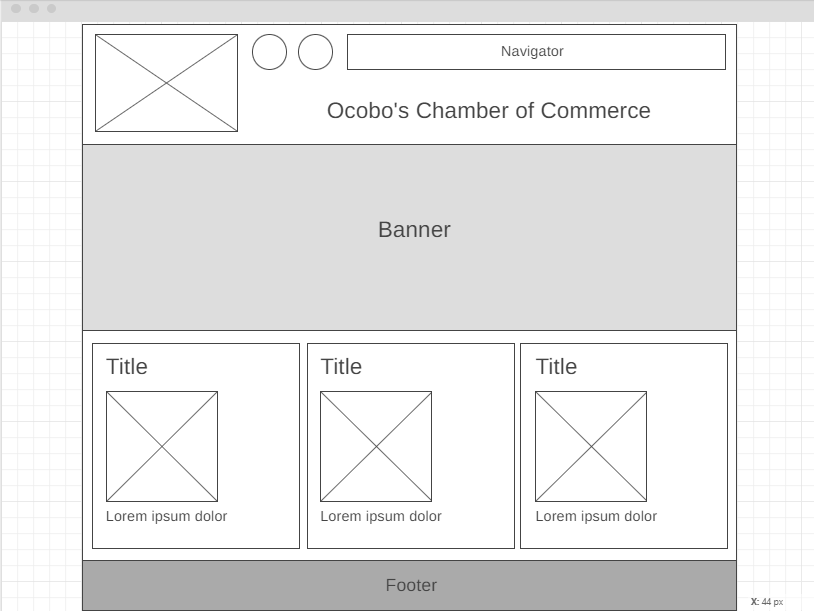 Navigator
Ocobo's Chamber of Commerce
Banner
Title
Lorem ipsum dolor
Title
Lorem ipsum dolor
Title
Lorem ipsum dolor
Footer
X: 44 px